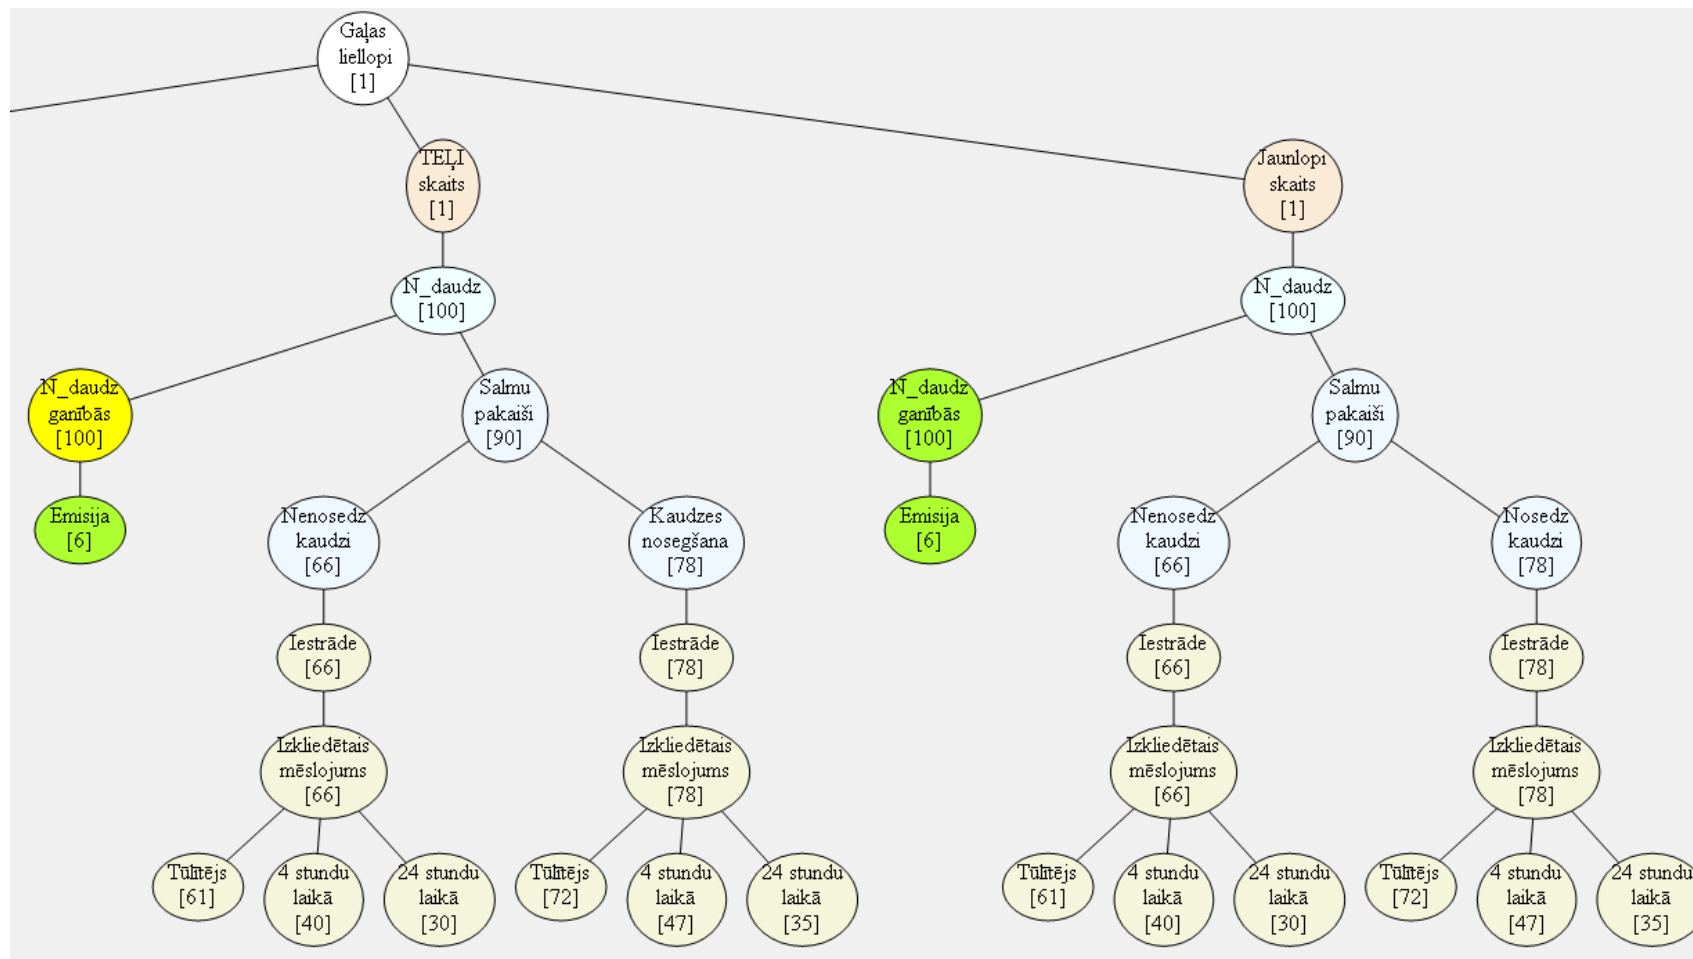 Gaļas
liellopi
[1]
TEĻI
skaits
[1]
Jaunlopi
skaits
[1]
N_daudz
[100]
N_daudz
[100]
N_daudz
ganībās
[100]
Salmu
pakaiši
[90]
N_daudz
ganībās
[100]
Salmu
pakaiši
[90]
Emisija
[6]
Nenosedz
kaudzi
[66]
Kaudzes
nosegšana
[78]
Emisija
[6]
Nenosedz
kaudzi
[66]
Nosedz
kaudzi
[78]
Iestrāde
[66]
Iestrāde
[78]
Iestrāde
[66]
Iestrāde
[78]
Izkliedētais
mēslojums
[66]
Izkliedētais
mēslojums
[78]
Izkliedētais
mēslojums
[66]
Izkliedētais
mēslojums
[78]
Tūlītējs
[61]
4 stundu
laikā
[40]
24 stundu
laikā
[30]
Tūlītējs
[72]
4 stundu
laikā
[47]
24 stundu
laikā
[35]
Tūlītējs
[61]
4 stundu
laikā
[40]
24 stundu
laikā
[30]
Tūlītējs
[72]
4 stundu
laikā
[47]
24 stundu
laikā
[35]